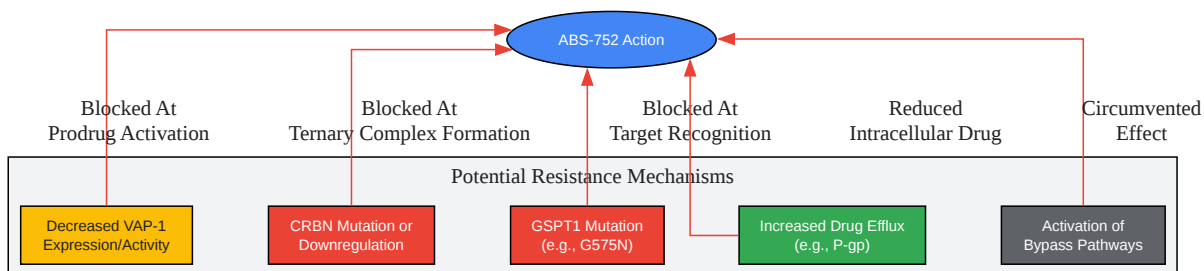 ABS-752 Action
Blocked At
Prodrug Activation
Blocked At
Ternary Complex Formation
Blocked At
Target Recognition
Reduced
Intracellular Drug
Circumvented
Effect
Potential Resistance Mechanisms
Decreased VAP-1
Expression/Activity
CRBN Mutation or
Downregulation
GSPT1 Mutation
(e.g., G575N)
Increased Drug Efflux
(e.g., P-gp)
Activation of
Bypass Pathways